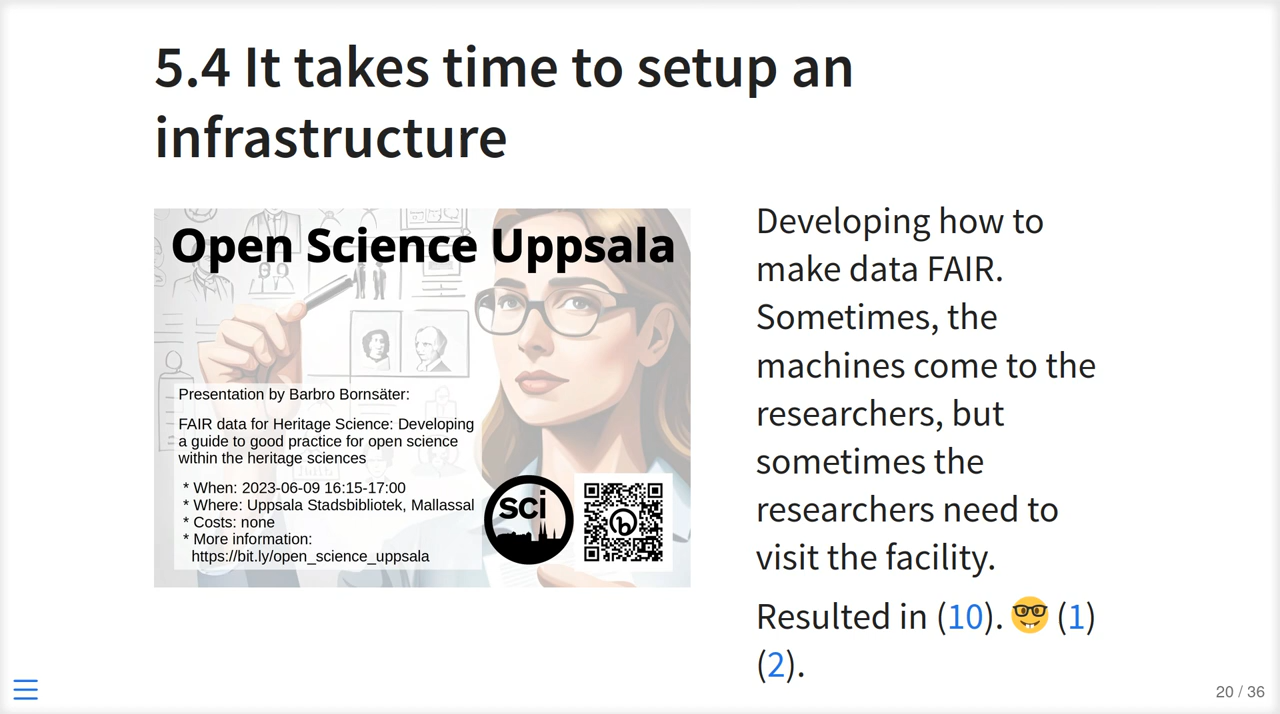 5.4 It takes time to setup an
infrastructure
Open Science Uppsala
Presentation by Barbro Bornsäter:
FAIR data for Heritage Science: Developing
a guide to good practice for open science
within the heritage sciences
* When: 2023-06-09 16:15-17:00
* Where: Uppsala Stadsbibliotek, Mallassal
* Costs: none
* More information:
https://bit.ly/open_science_uppsala
sci
b
Developing how to
make data FAIR.
Sometimes, the
machines come to the
researchers, but
sometimes the
researchers need to
visit the facility.
Resulted in (10). 🤓 (1)
(2).
20 / 36